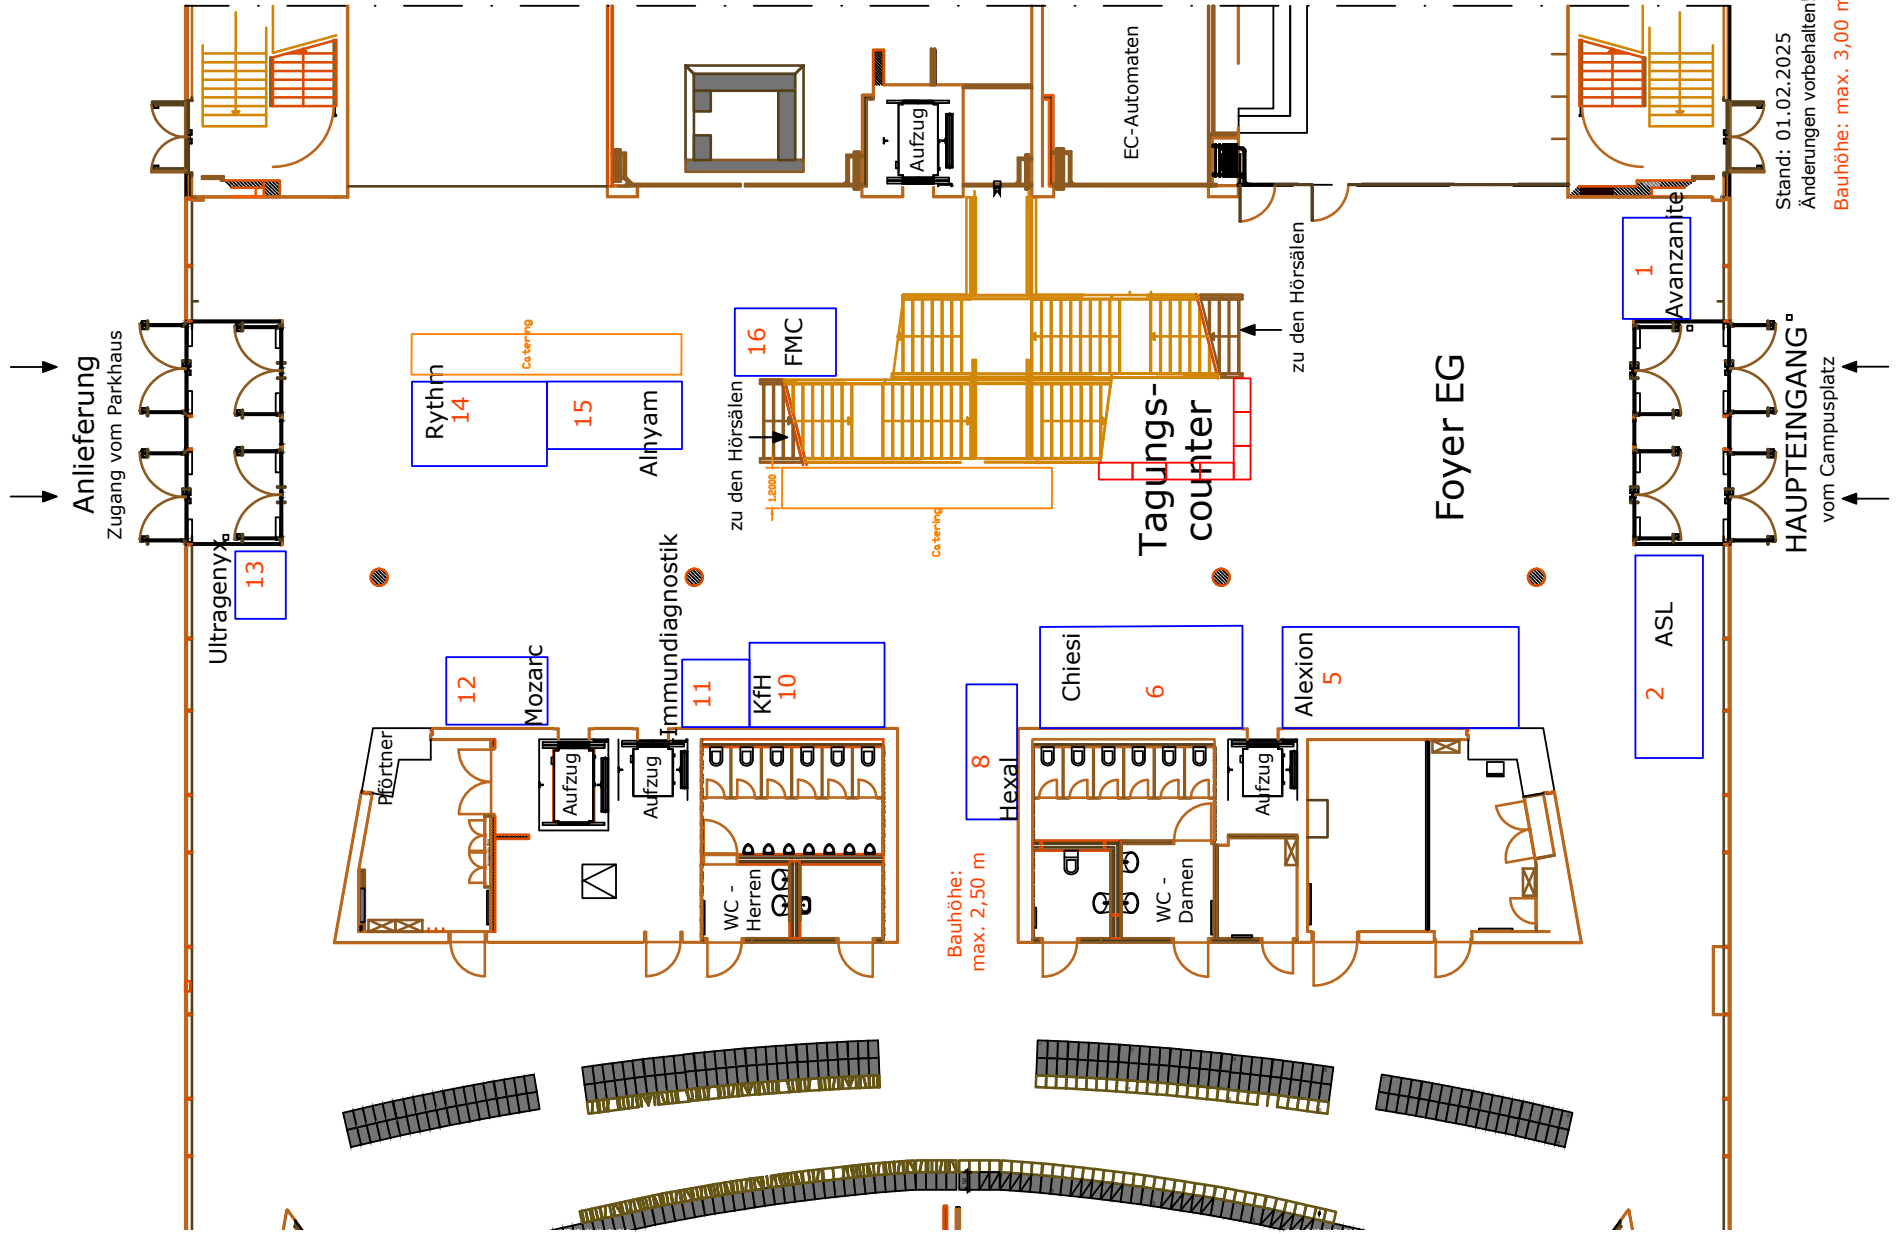 Stand: 01.02.2025
Änderungen vorbehalten!
Bauhöhe: max. 3,00 m
EC-Automaten
Aufzug
Avanzanite
1
zu den Hörsälen
Catering
16
FMC
Anlieferung
Zugang vom Parkhaus
Rythm
14
15
Alnyam
zu den Hörsälen
1.2000
Catering
Tagungs-
counter
Foyer EG
HAUPTEINGANG
vom Campusplatz
Ultragenyx
13
12
Mozarc
Immundiagnostik
11
KfH
10
Chiesi
6
Alexion
5
ASL
2
8
Hexal
Pförtner
Aufzug
Aufzug
Aufzug
WC -
Herren
Bauhöhe:
max. 2,50 m
WC -
Damen